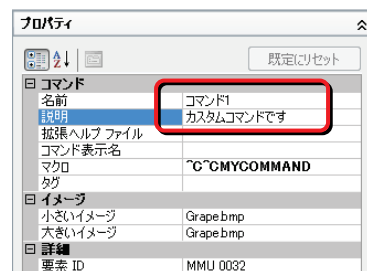 プロパティ
既定にリセット
コマンド
名前 コマンド1
説明 カスタムコマンドです
拡張ヘルプ ファイル
コマンド表示名
マクロ ^C^CMYCOMMAND
タグ
イメージ
小さいイメージ Grape.bmp
大きいイメージ Grape.bmp
詳細
要素 ID MMU 0032